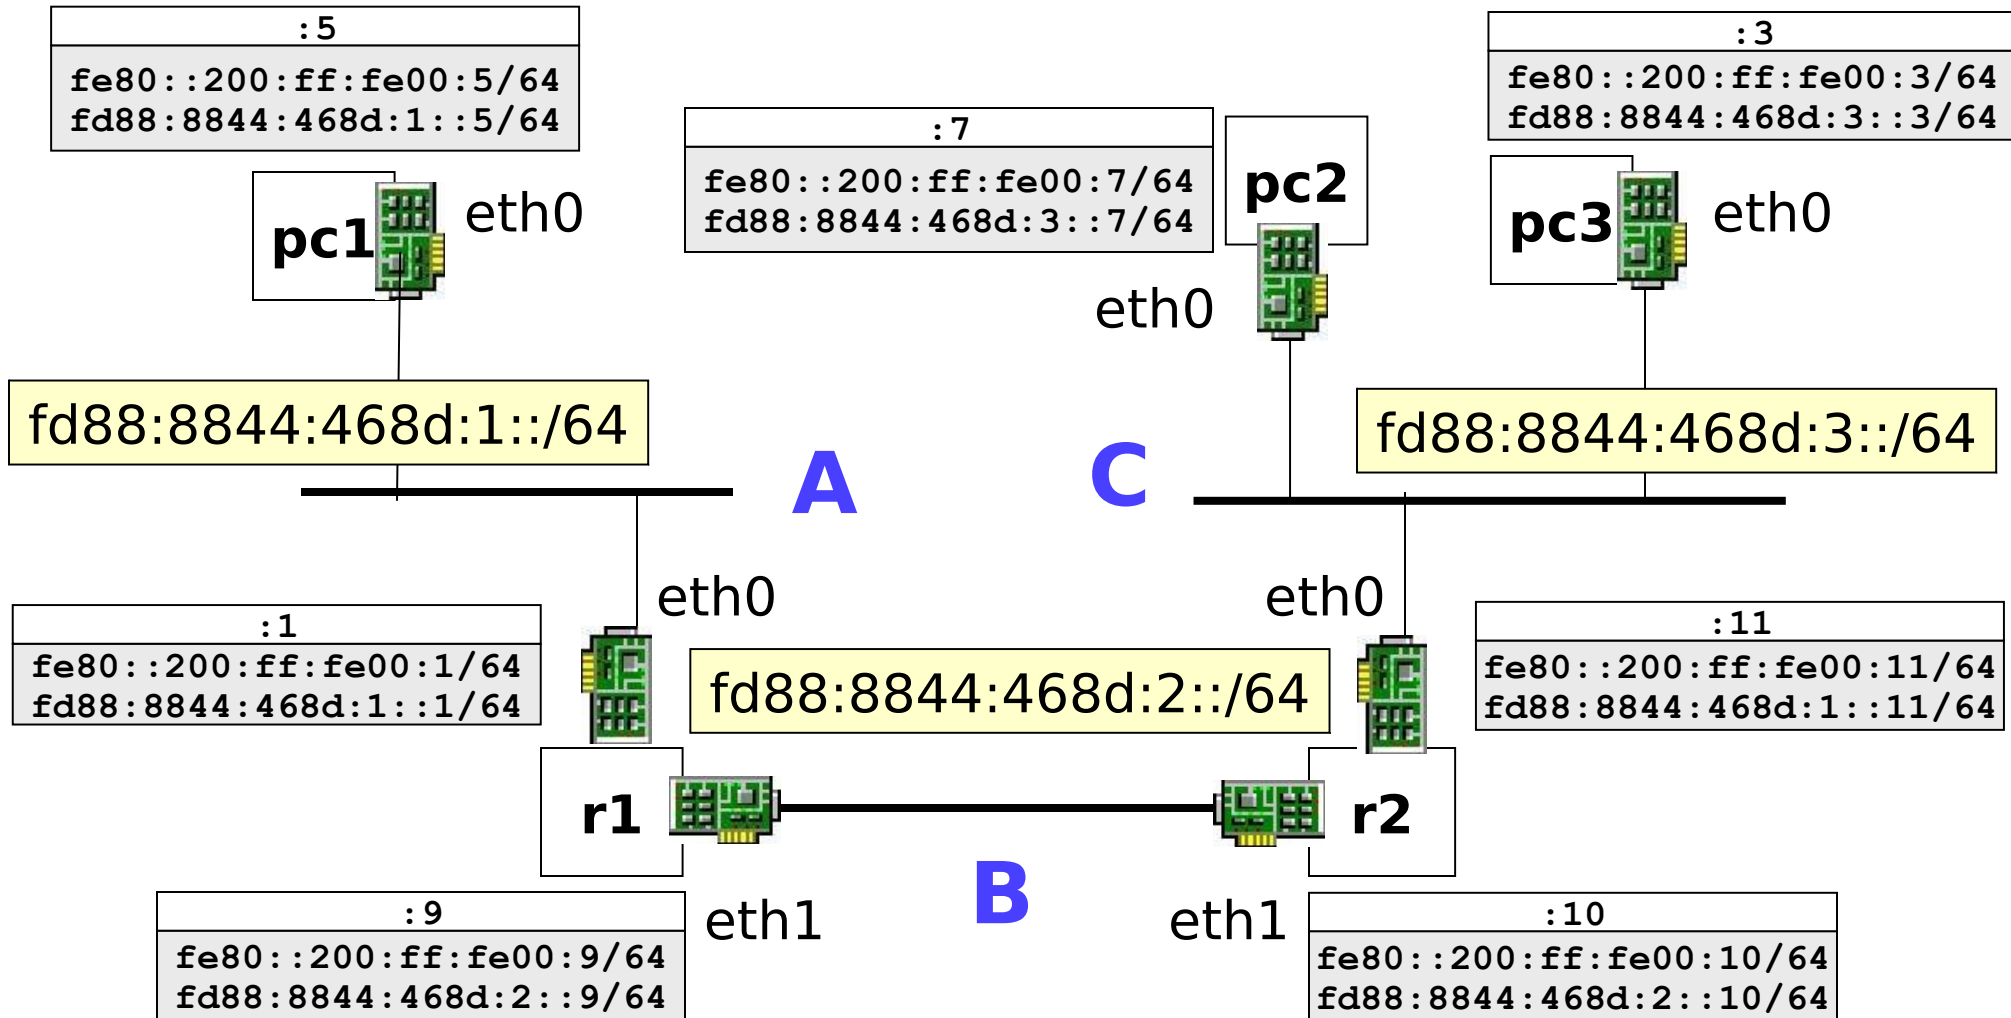 :5
fe80::200:ff:fe00:5/64
fd88:8844:468d:1::5/64
pc1
eth0
:7
fe80::200:ff:fe00:7/64
fd88:8844:468d:3::7/64
pc2
eth0
:3
fe80::200:ff:fe00:3/64
fd88:8844:468d:3::3/64
pc3
eth0
fd88:8844:468d:1::/64
A
C
fd88:8844:468d:3::/64
eth0
eth0
:1
fe80::200:ff:fe00:1/64
fd88:8844:468d:1::1/64
fd88:8844:468d:2::/64
:11
fe80::200:ff:fe00:11/64
fd88:8844:468d:1::11/64
r1
r2
B
:9
fe80::200:ff:fe00:9/64
fd88:8844:468d:2::9/64
eth1
eth1
:10
fe80::200:ff:fe00:10/64
fd88:8844:468d:2::10/64